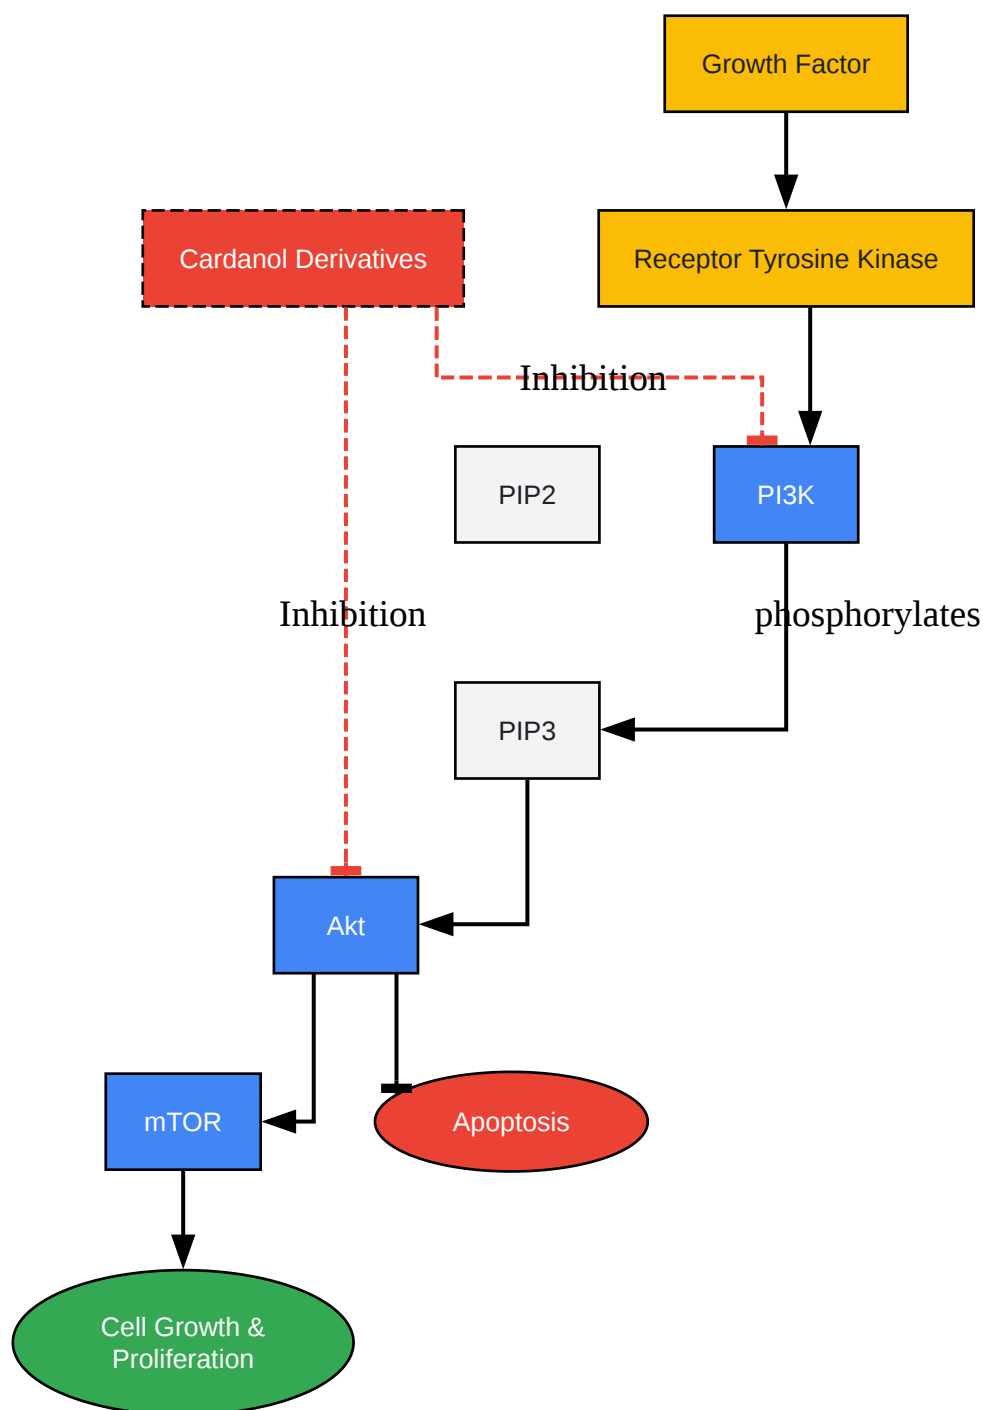 Growth Factor
Cardanol Derivatives
Receptor Tyrosine Kinase
Inhibition
PIP2
PI3K
Inhibition
phosphorylates
PIP3
Akt
mTOR
Apoptosis
Cell Growth &
Proliferation